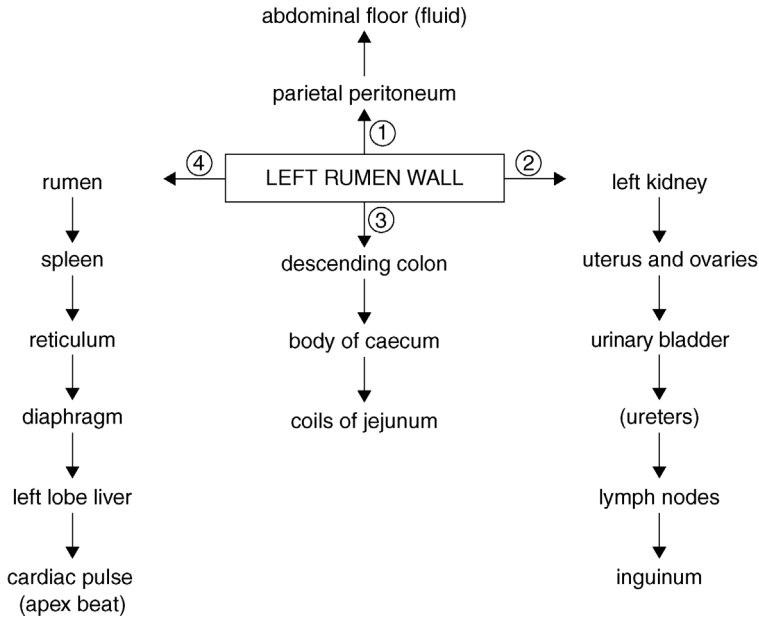 abdominal floor (fluid)
parietal peritoneum
1
4
LEFT RUMEN WALL
2
rumen
left kidney
3
spleen
descending colon
uterus and ovaries
reticulum
body of caecum
urinary bladder
diaphragm
coils of jejunum
(ureters)
left lobe liver
lymph nodes
cardiac pulse
(apex beat)
inguinum